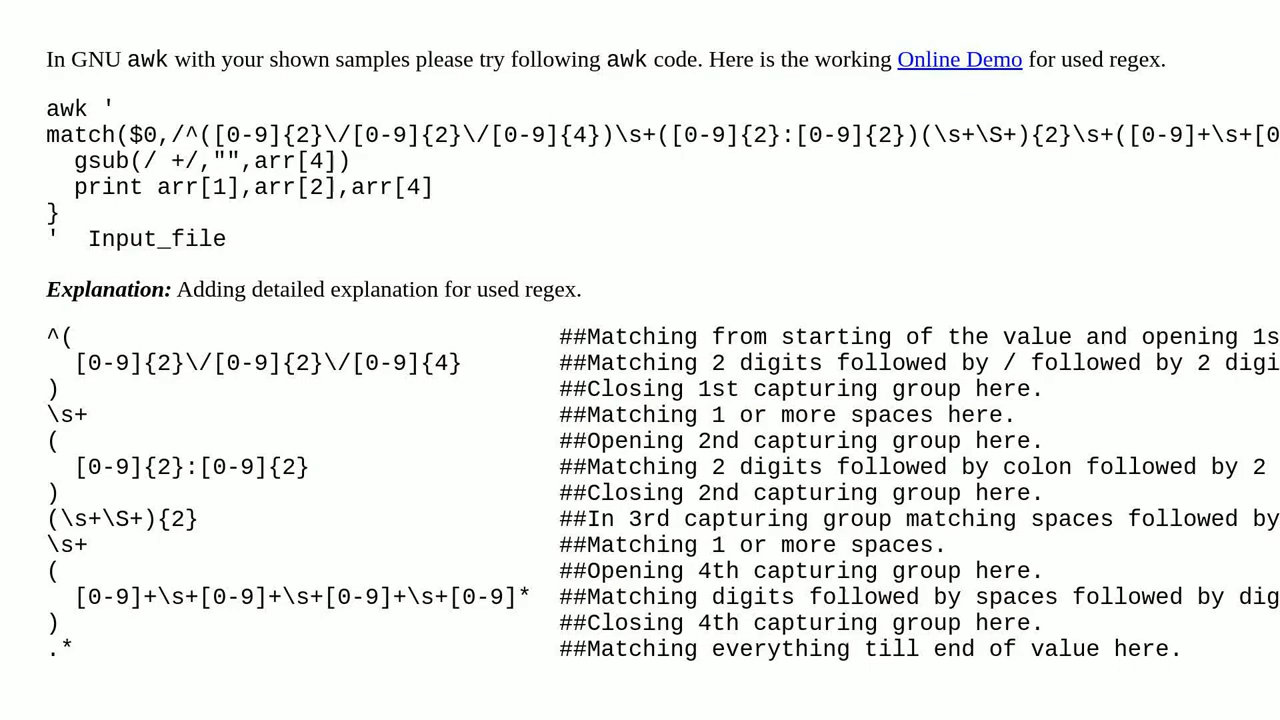 In GNU awk with your shown samples please try following awk code. Here is the working Online Demo for used regex.
awk '
match($0,/^([0-9]{2}\/[0-9]{2}\/[0-9]{4})\s+([0-9]{2}:[0-9]{2})(\s+\S+){2}\s+([0-9]+\s+[0
  gsub(/ +/,"",arr[4])
  print arr[1],arr[2],arr[4]
}
'  Input_file
Explanation: Adding detailed explanation for used regex.
^(                                   ##Matching from starting of the value and opening 1s
  [0-9]{2}\/[0-9]{2}\/[0-9]{4}       ##Matching 2 digits followed by / followed by 2 digi
)                                    ##Closing 1st capturing group here.
\s+                                  ##Matching 1 or more spaces here.
(                                    ##Opening 2nd capturing group here.
  [0-9]{2}:[0-9]{2}                  ##Matching 2 digits followed by colon followed by 2
)                                    ##Closing 2nd capturing group here.
(\s+\S+){2}                          ##In 3rd capturing group matching spaces followed by
\s+                                  ##Matching 1 or more spaces.
(                                    ##Opening 4th capturing group here.
  [0-9]+\s+[0-9]+\s+[0-9]+\s+[0-9]*  ##Matching digits followed by spaces followed by dig
)                                    ##Closing 4th capturing group here.
.*                                   ##Matching everything till end of value here.